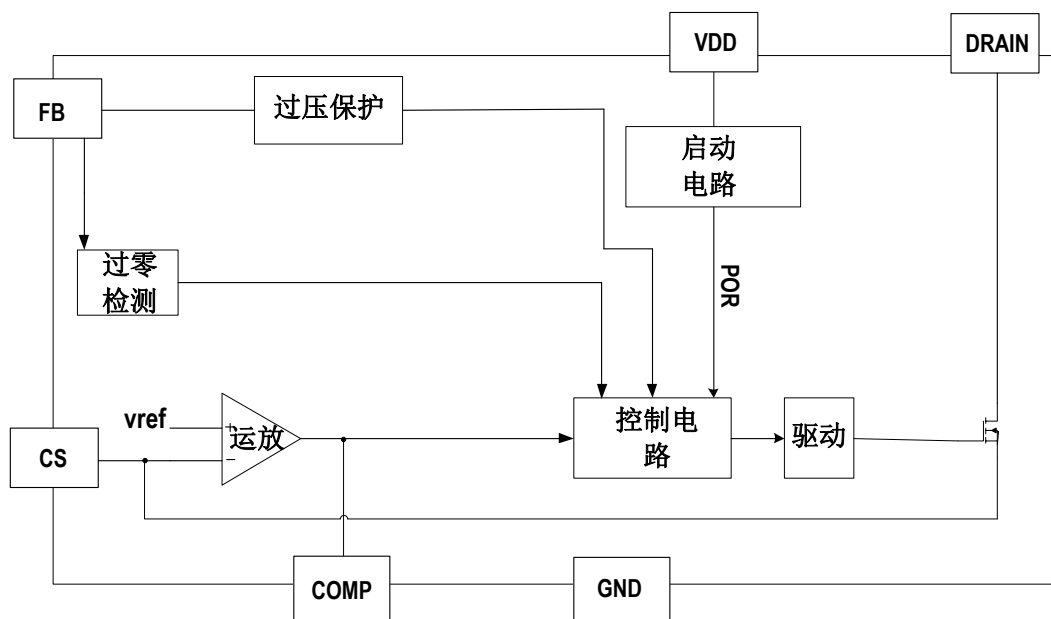 VDD
DRAIN
FB
过压保护
启动
电路
过零
检测
POR
vref
+
运放
−
CS
控制电
路
驱动
COMP
GND